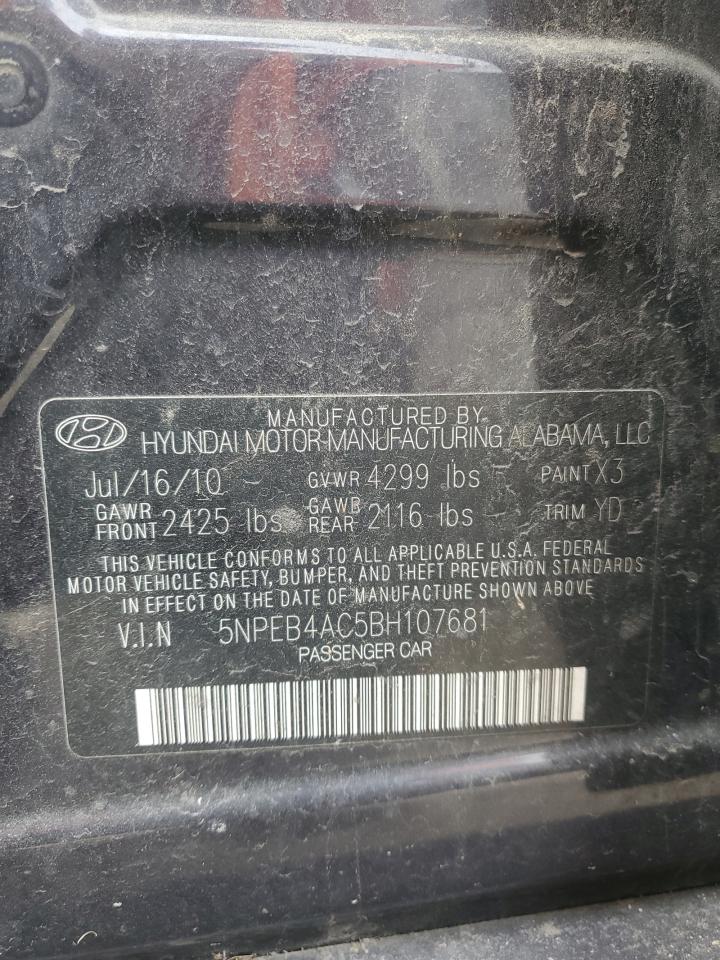 MANUFACTURED BY
HYUNDAI MOTOR MANUFACTURING ALABAMA, LLC
Jul/16/10 GVWR 4299 lbs PAINT X3
GAWR FRONT 2425 lbs GAWR REAR 2116 lbs TRIM YD
THIS VEHICLE CONFORMS TO ALL APPLICABLE U.S.A. FEDERAL
MOTOR VEHICLE SAFETY, BUMPER, AND THEFT PREVENTION STANDARDS
IN EFFECT ON THE DATE OF MANUFACTURE SHOWN ABOVE
V.I.N 5NPEB4AC5BH107681
PASSENGER CAR